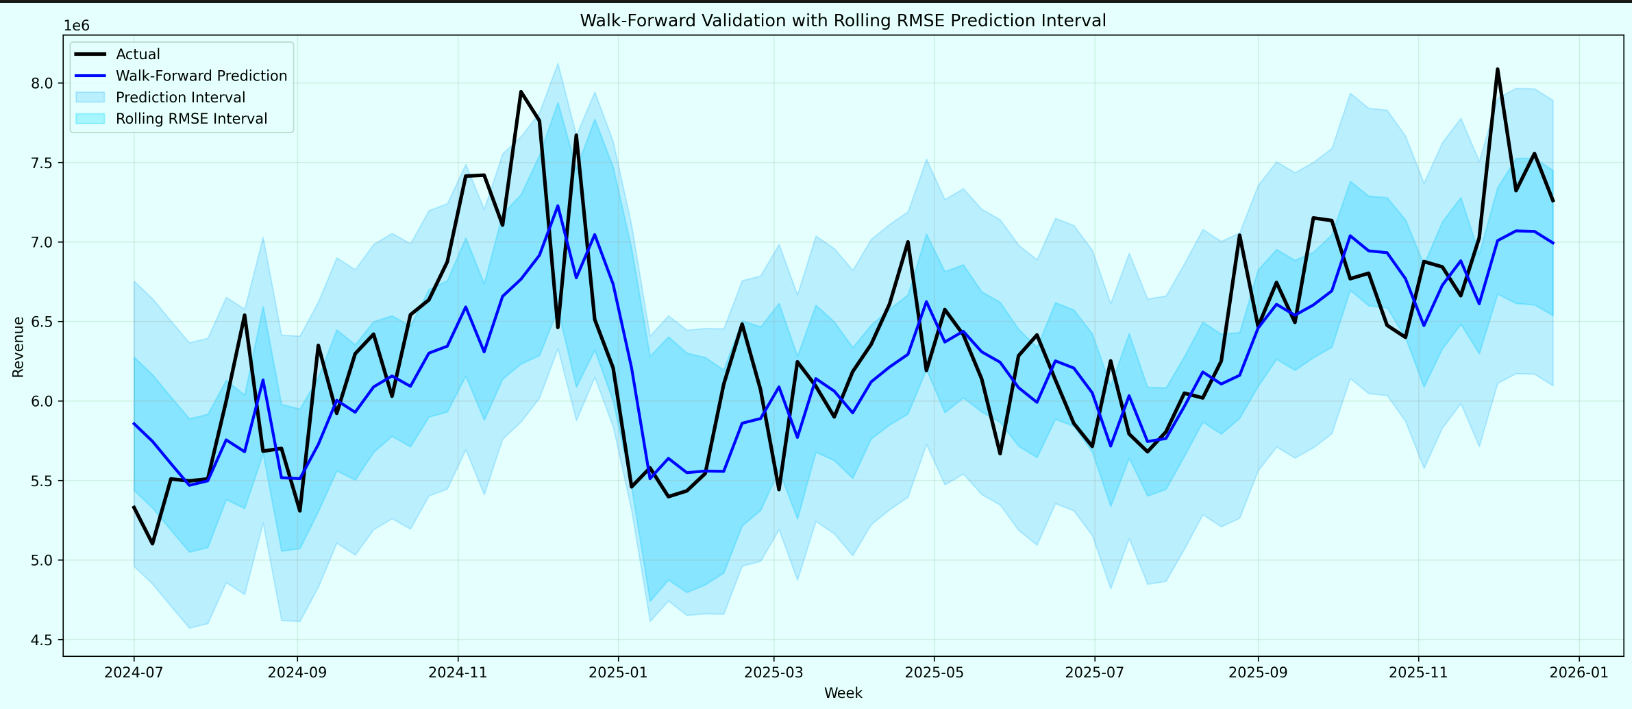 Walk-Forward Validation with Rolling RMSE Prediction Interval
1e6
Actual
Walk-Forward Prediction
Prediction Interval
Rolling RMSE Interval
8.0
7.5
7.0
6.5
6.0
5.5
5.0
4.5
Revenue
2024-07 2024-09 2024-11 2025-01 2025-03 2025-05 2025-07 2025-09 2025-11 2026-01
Week